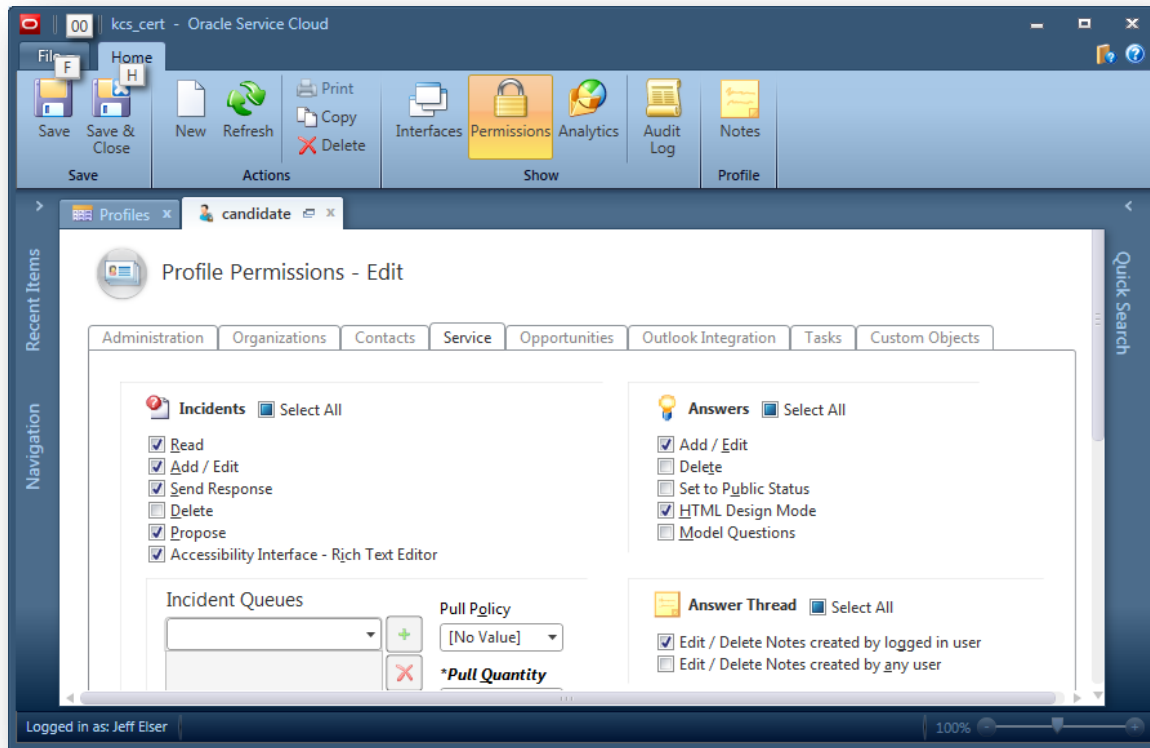 00 kcs_cert - Oracle Service Cloud
File Home
F H
Save Save & Close New Refresh Print Copy Delete Interfaces Permissions Analytics Audit Log Notes
Save Actions Show Profile
Profiles x candidate x
Recent Items
Navigation
Quick Search
Profile Permissions - Edit
Administration Organizations Contacts Service Opportunities Outlook Integration Tasks Custom Objects
Incidents Select All
Read
Add / Edit
Send Response
Delete
Propose
Accessibility Interface - Rich Text Editor
Answers Select All
Add / Edit
Delete
Set to Public Status
HTML Design Mode
Model Questions
Incident Queues
Pull Policy
[No Value]
*Pull Quantity
Answer Thread Select All
Edit / Delete Notes created by logged in user
Edit / Delete Notes created by any user
Logged in as: Jeff Elser
100%